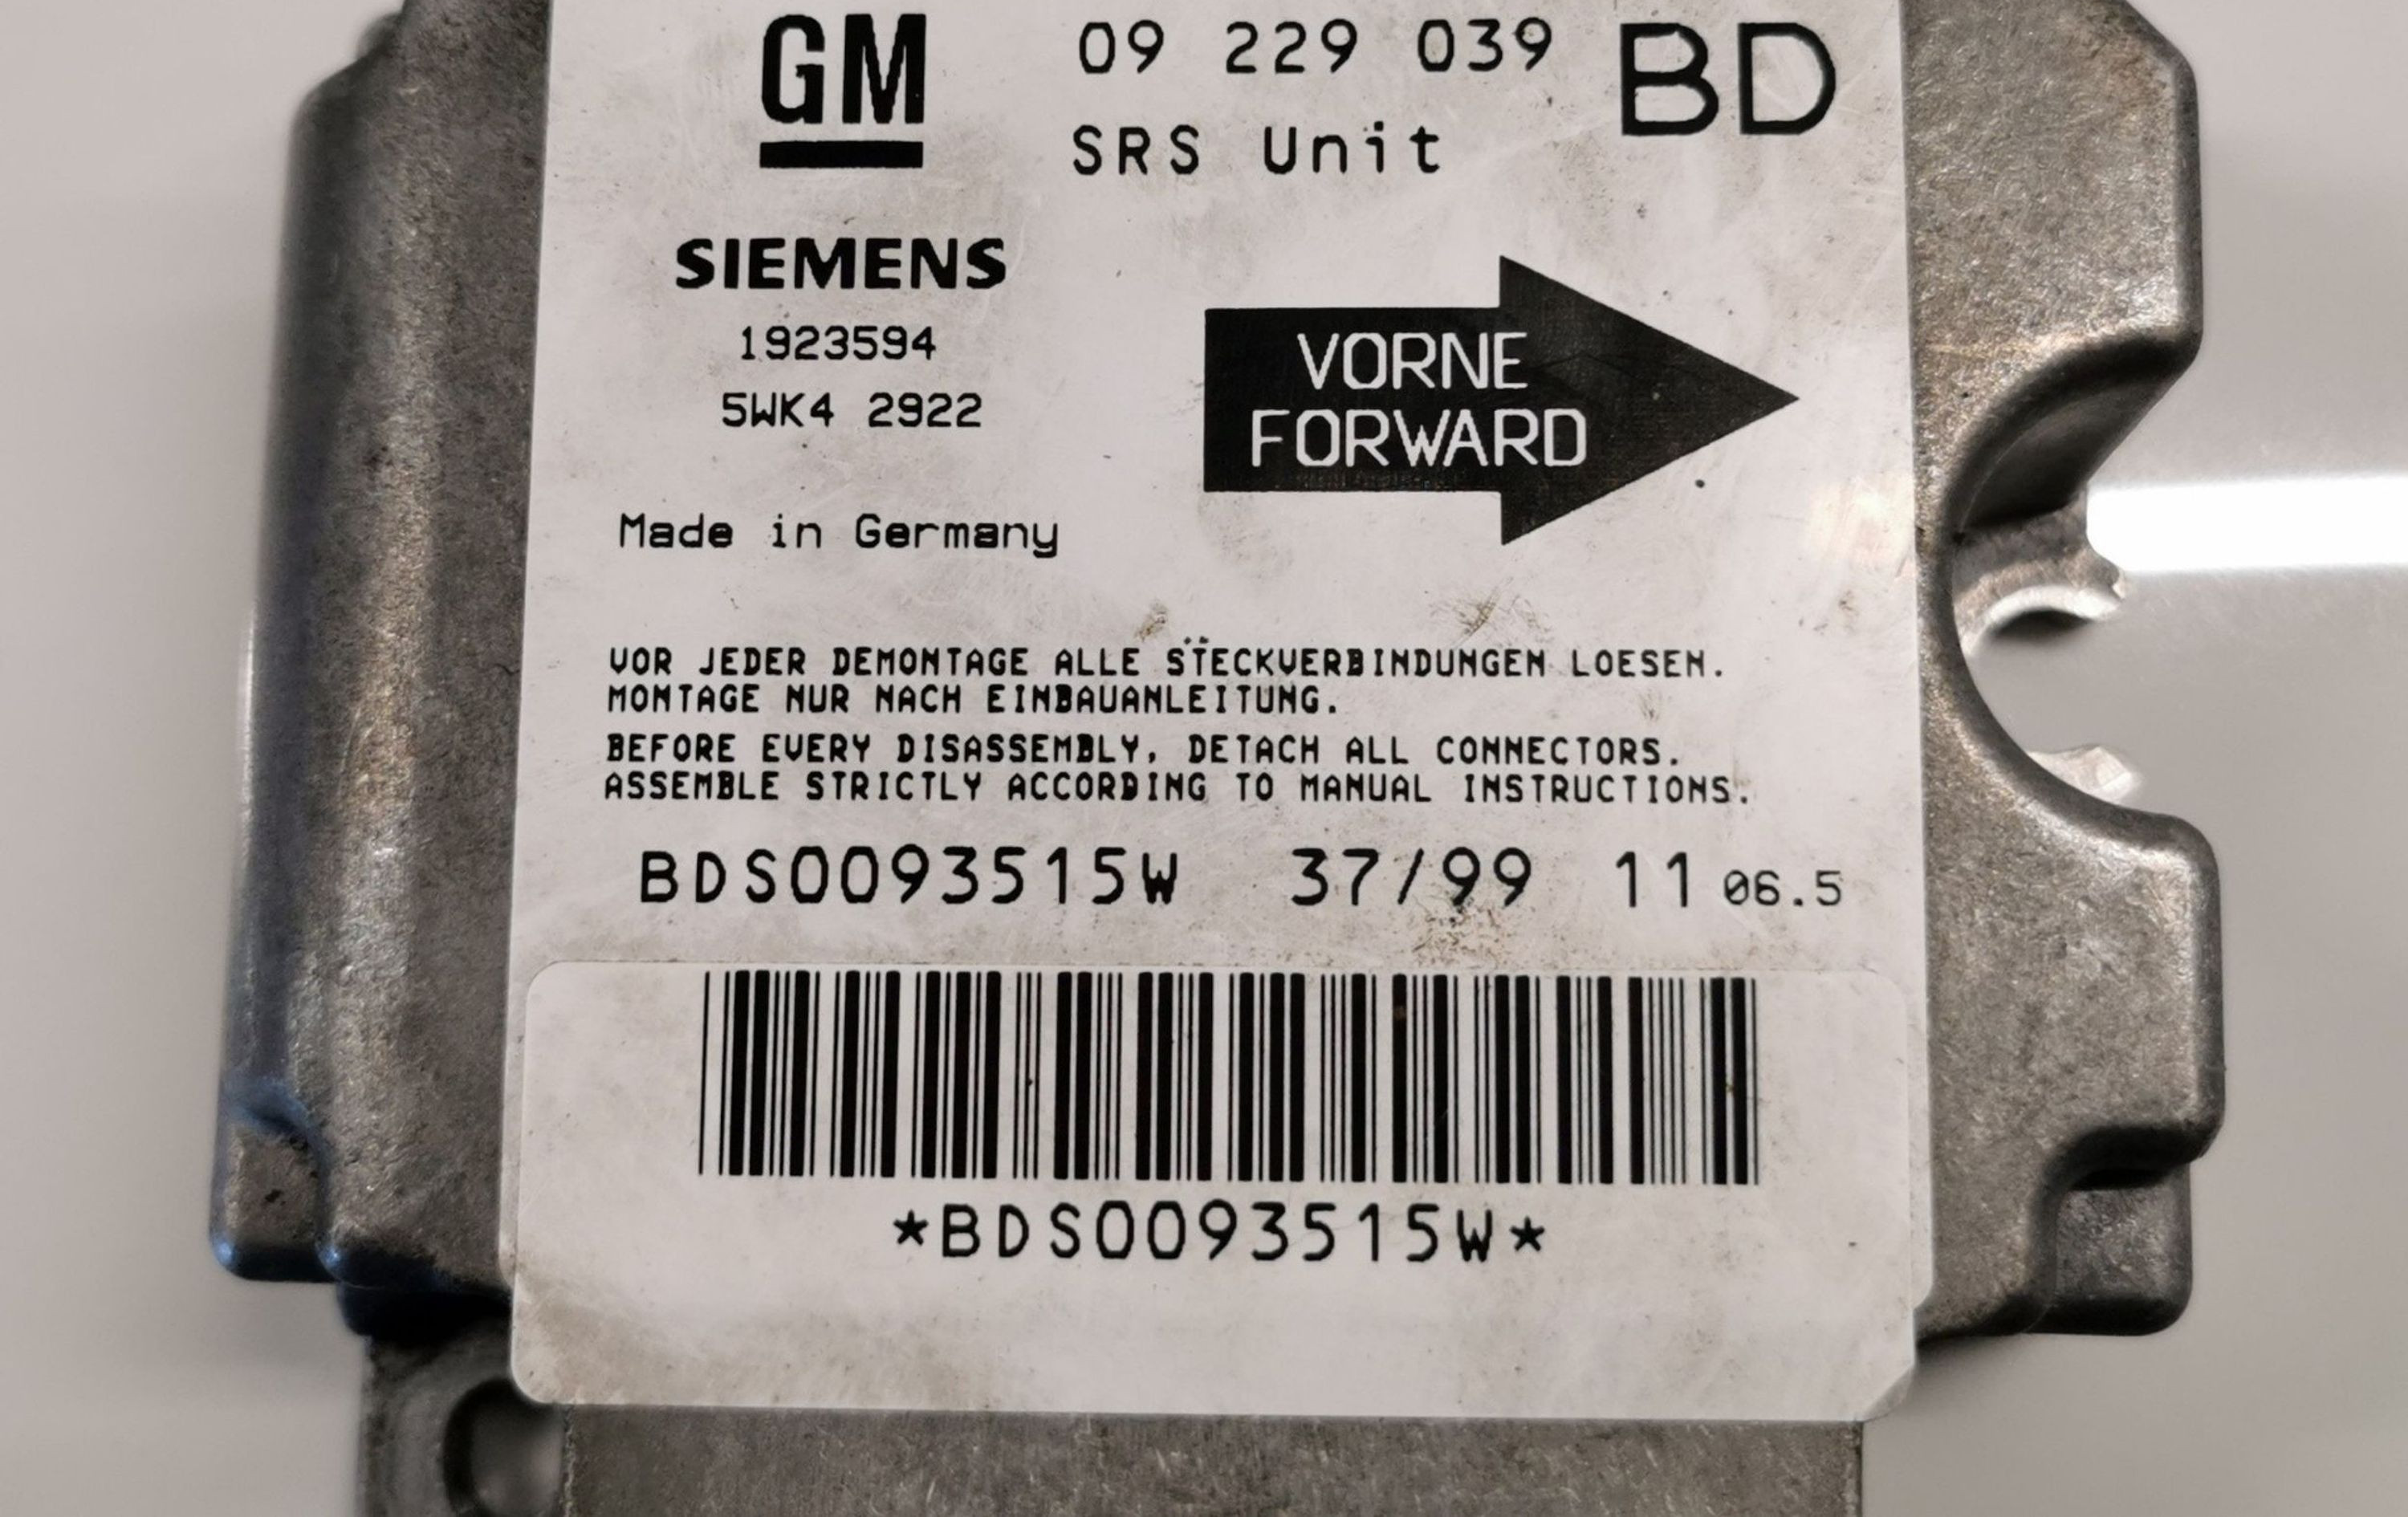 GM 09 229 039 BD
SRS Unit
SIEMENS
1923594
5WK4 2922
VORNE
FORWARD
Made in Germany
VOR JEDER DEMONTAGE ALLE STECKVERBINDUNGEN LOESEN.
MONTAGE NUR NACH EINBAUANLEITUNG.
BEFORE EVERY DISASSEMBLY, DETACH ALL CONNECTORS.
ASSEMBLE STRICTLY ACCORDING TO MANUAL INSTRUCTIONS.
BDS0093515W 37/99 11 06.5
*BDS0093515W*